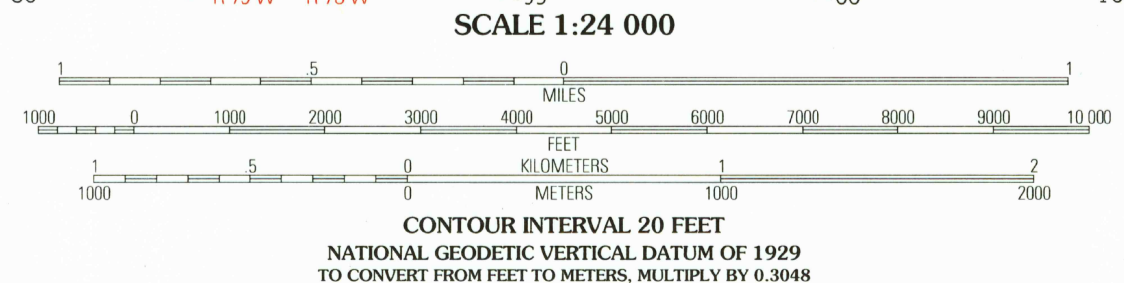 SCALE 1:24 000
1 .5 0 1
MILES
1000 0 1000 2000 3000 4000 5000 6000 7000 8000 9000 10 000
FEET
1 .5 0 KILOMETERS 1 2
1000 0 METERS 1000 2000
CONTOUR INTERVAL 20 FEET
NATIONAL GEODETIC VERTICAL DATUM OF 1929
TO CONVERT FROM FEET TO METERS, MULTIPLY BY 0.3048